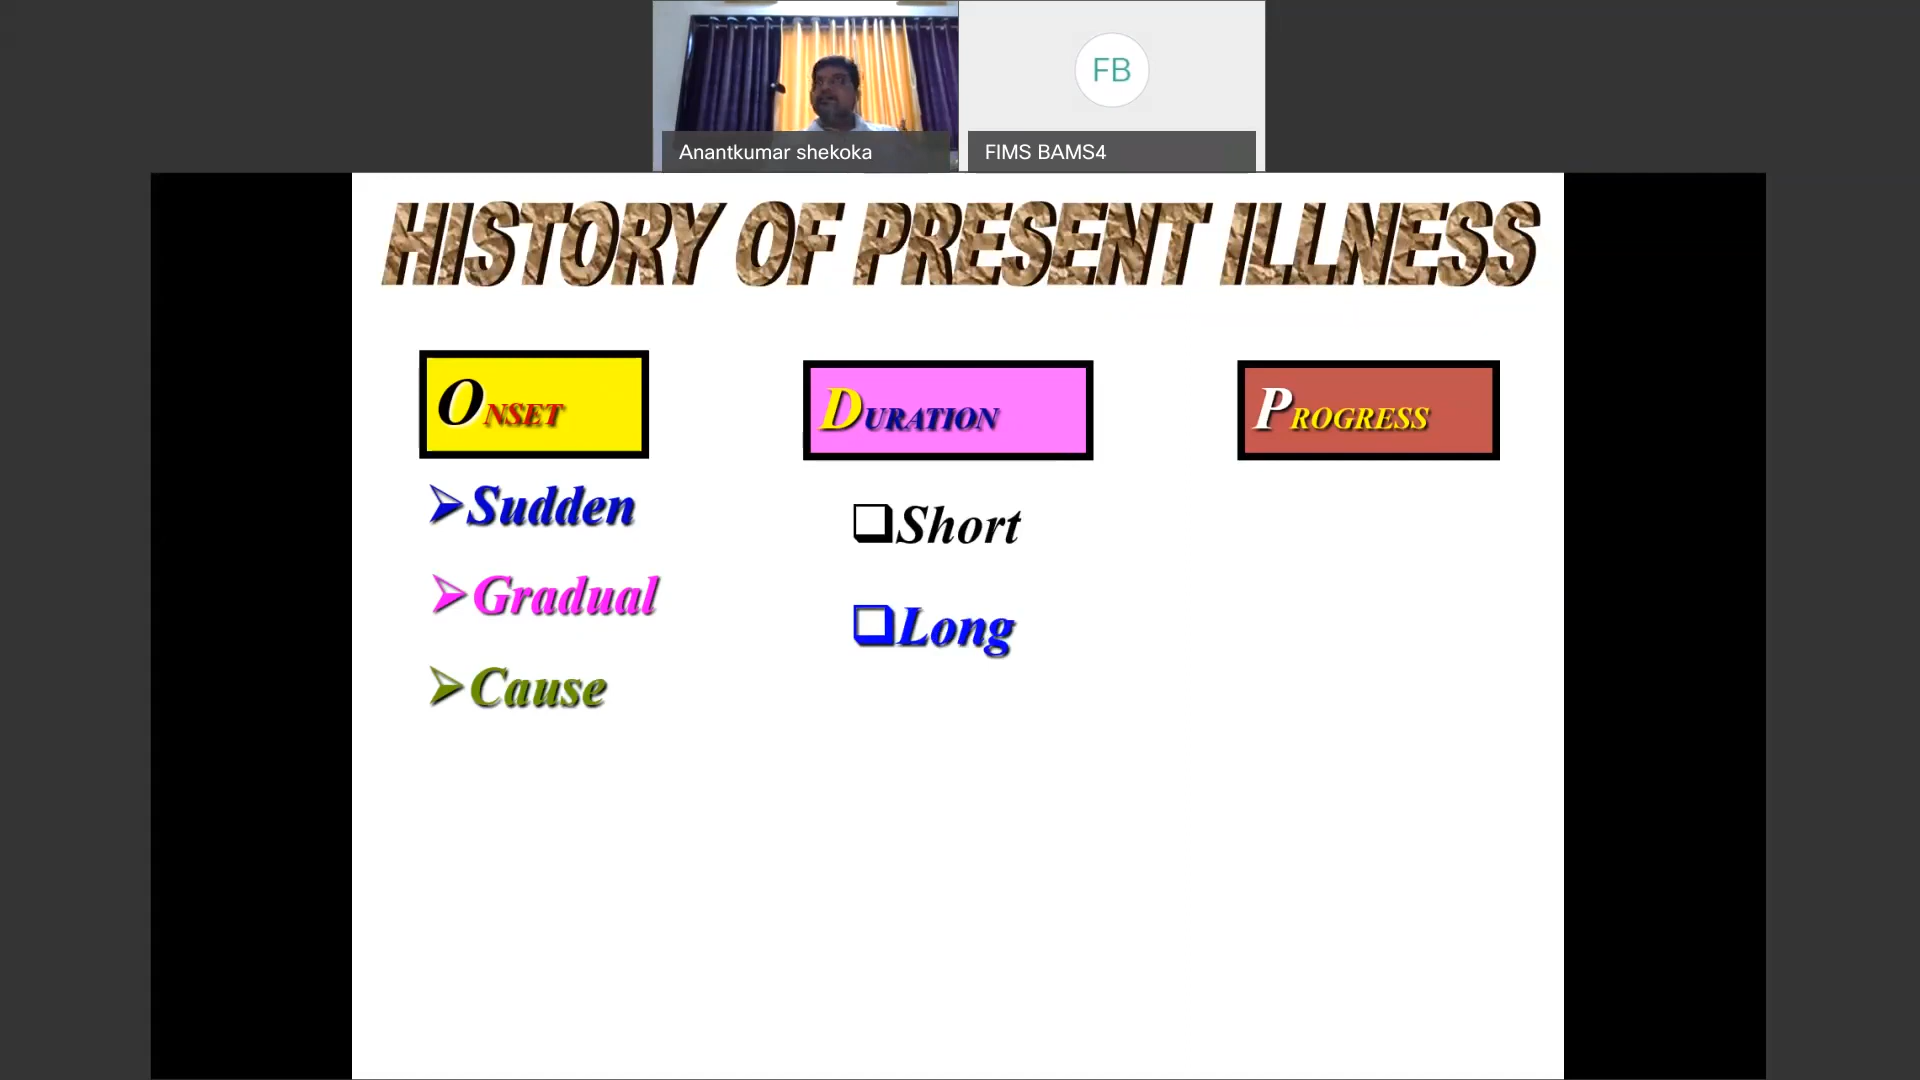 FB
Anantkumar shekoka
FIMS BAMS4
HISTORY OF PRESENT ILLNESS
ONSET
DURATION
PROGRESS
➢Sudden
❑Short
➢Gradual
❑Long
➢Cause